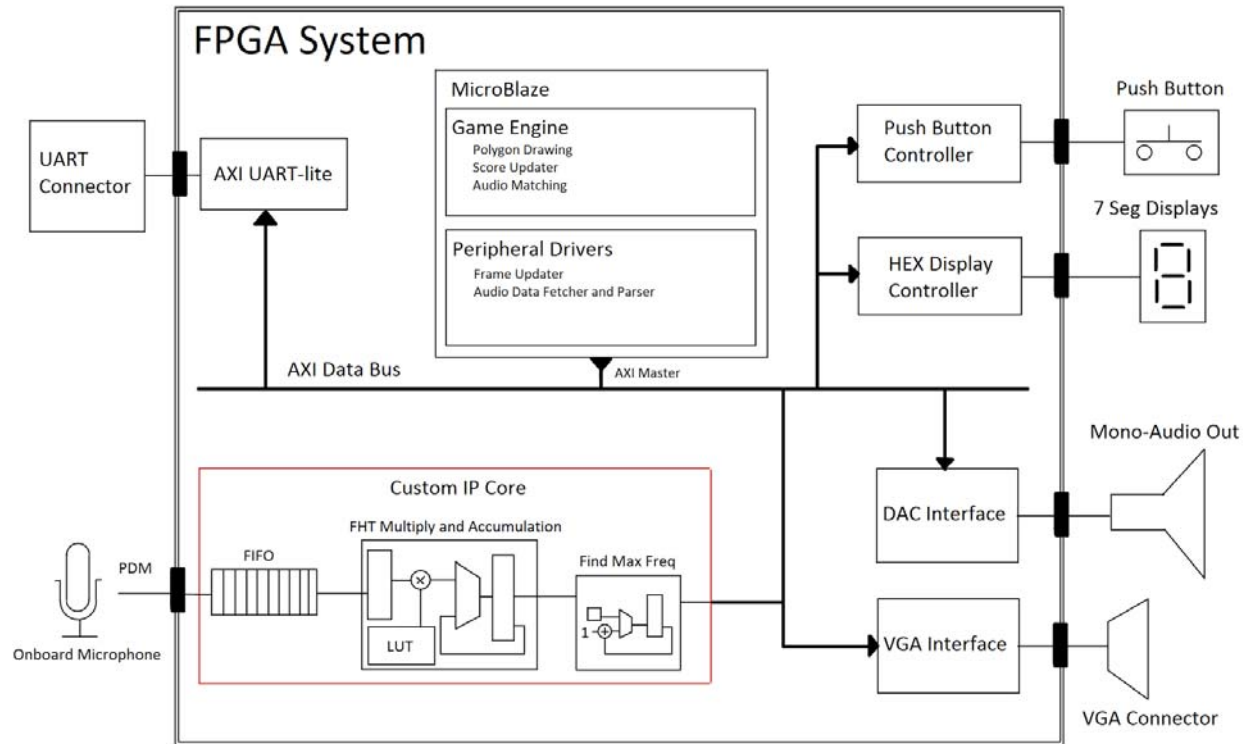 FPGA System
UART
Connector
AXI UART-lite
MicroBlaze
Game Engine
Polygon Drawing
Score Updater
Audio Matching
Peripheral Drivers
Frame Updater
Audio Data Fetcher and Parser
Push Button
Controller
Push Button
HEX Display
Controller
7 Seg Displays
AXI Data Bus
AXI Master
Custom IP Core
FHT Multiply and Accumulation
FIFO
LUT
Find Max Freq
1
PDM
Onboard Microphone
DAC Interface
Mono-Audio Out
VGA Interface
VGA Connector